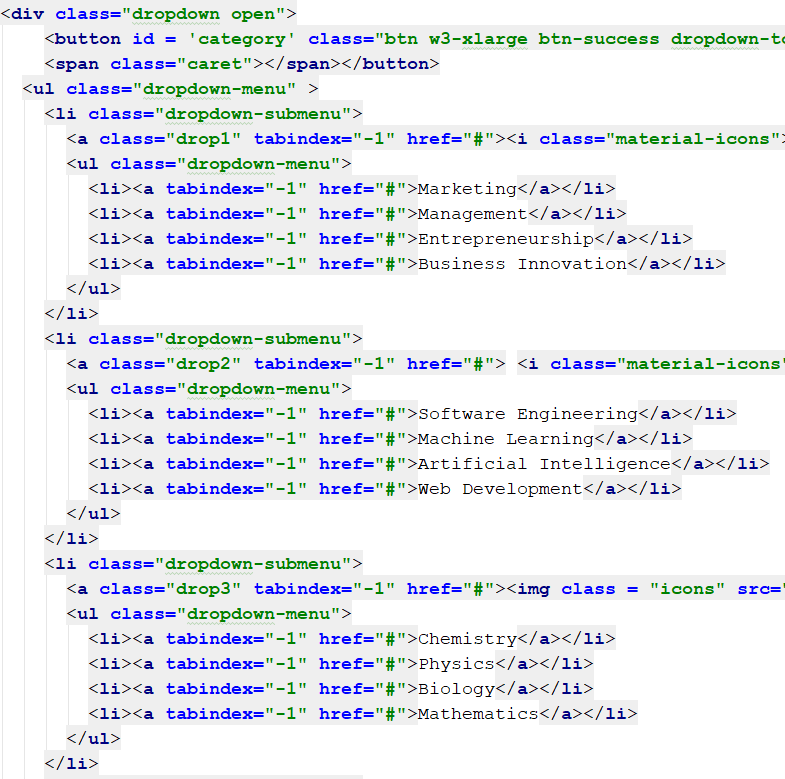 <div class="dropdown open">
<button id = 'category' class="btn w3-xlarge btn-success
<span class="caret"></span></button>
<ul class="dropdown-menu" >
<li class="dropdown-submenu">
<a class="drop1" tabindex="-1" href="#"><i class="material-icons">
<ul class="dropdown-menu">
<li><a tabindex="-1" href="#">Marketing</a></li>
<li><a tabindex="-1" href="#">Management</a></li>
<li><a tabindex="-1" href="#">Entrepreneurship</a></li>
<li><a tabindex="-1" href="#">Business Innovation</a></li>
</ul>
</li>
<li class="dropdown-submenu">
<a class="drop2" tabindex="-1" href="#"> <i class="material-icons"
<ul class="dropdown-menu">
<li><a tabindex="-1" href="#">Software Engineering</a></li>
<li><a tabindex="-1" href="#">Machine Learning</a></li>
<li><a tabindex="-1" href="#">Artificial Intelligence</a></li>
<li><a tabindex="-1" href="#">Web Development</a></li>
</ul>
</li>
<li class="dropdown-submenu">
<a class="drop3" tabindex="-1" href="#"><img class = "icons" src="
<ul class="dropdown-menu">
<li><a tabindex="-1" href="#">Chemistry</a></li>
<li><a tabindex="-1" href="#">Physics</a></li>
<li><a tabindex="-1" href="#">Biology</a></li>
<li><a tabindex="-1" href="#">Mathematics</a></li>
</ul>
</li>